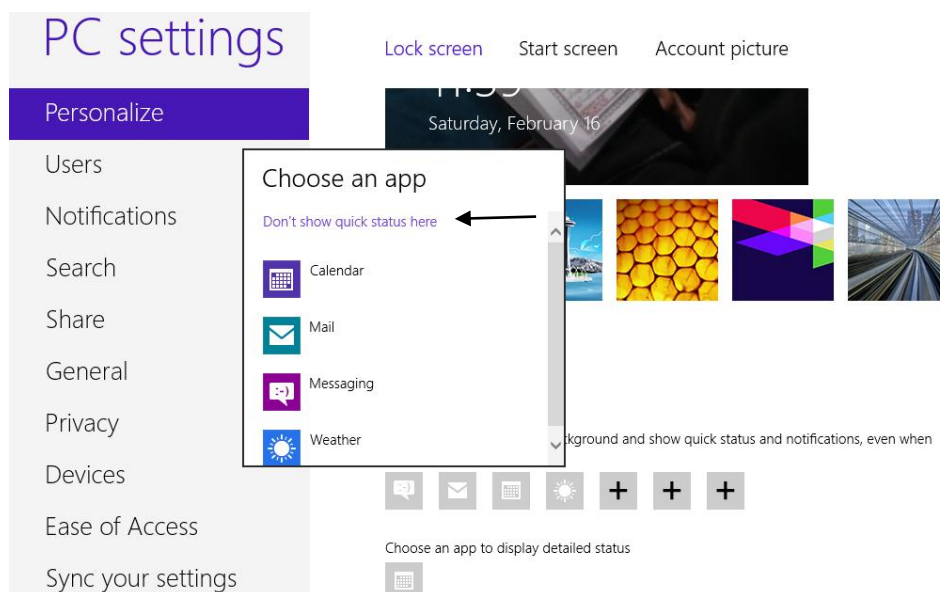 PC settings
Lock screen Start screen Account picture
Personalize
Users
Notifications
Search
Share
General
Privacy
Devices
Ease of Access
Sync your settings
Saturday, February 16
Choose an app
Don't show quick status here
Calendar
Mail
Messaging
Weather
and show quick status and notifications, even when
Choose an app to display detailed status